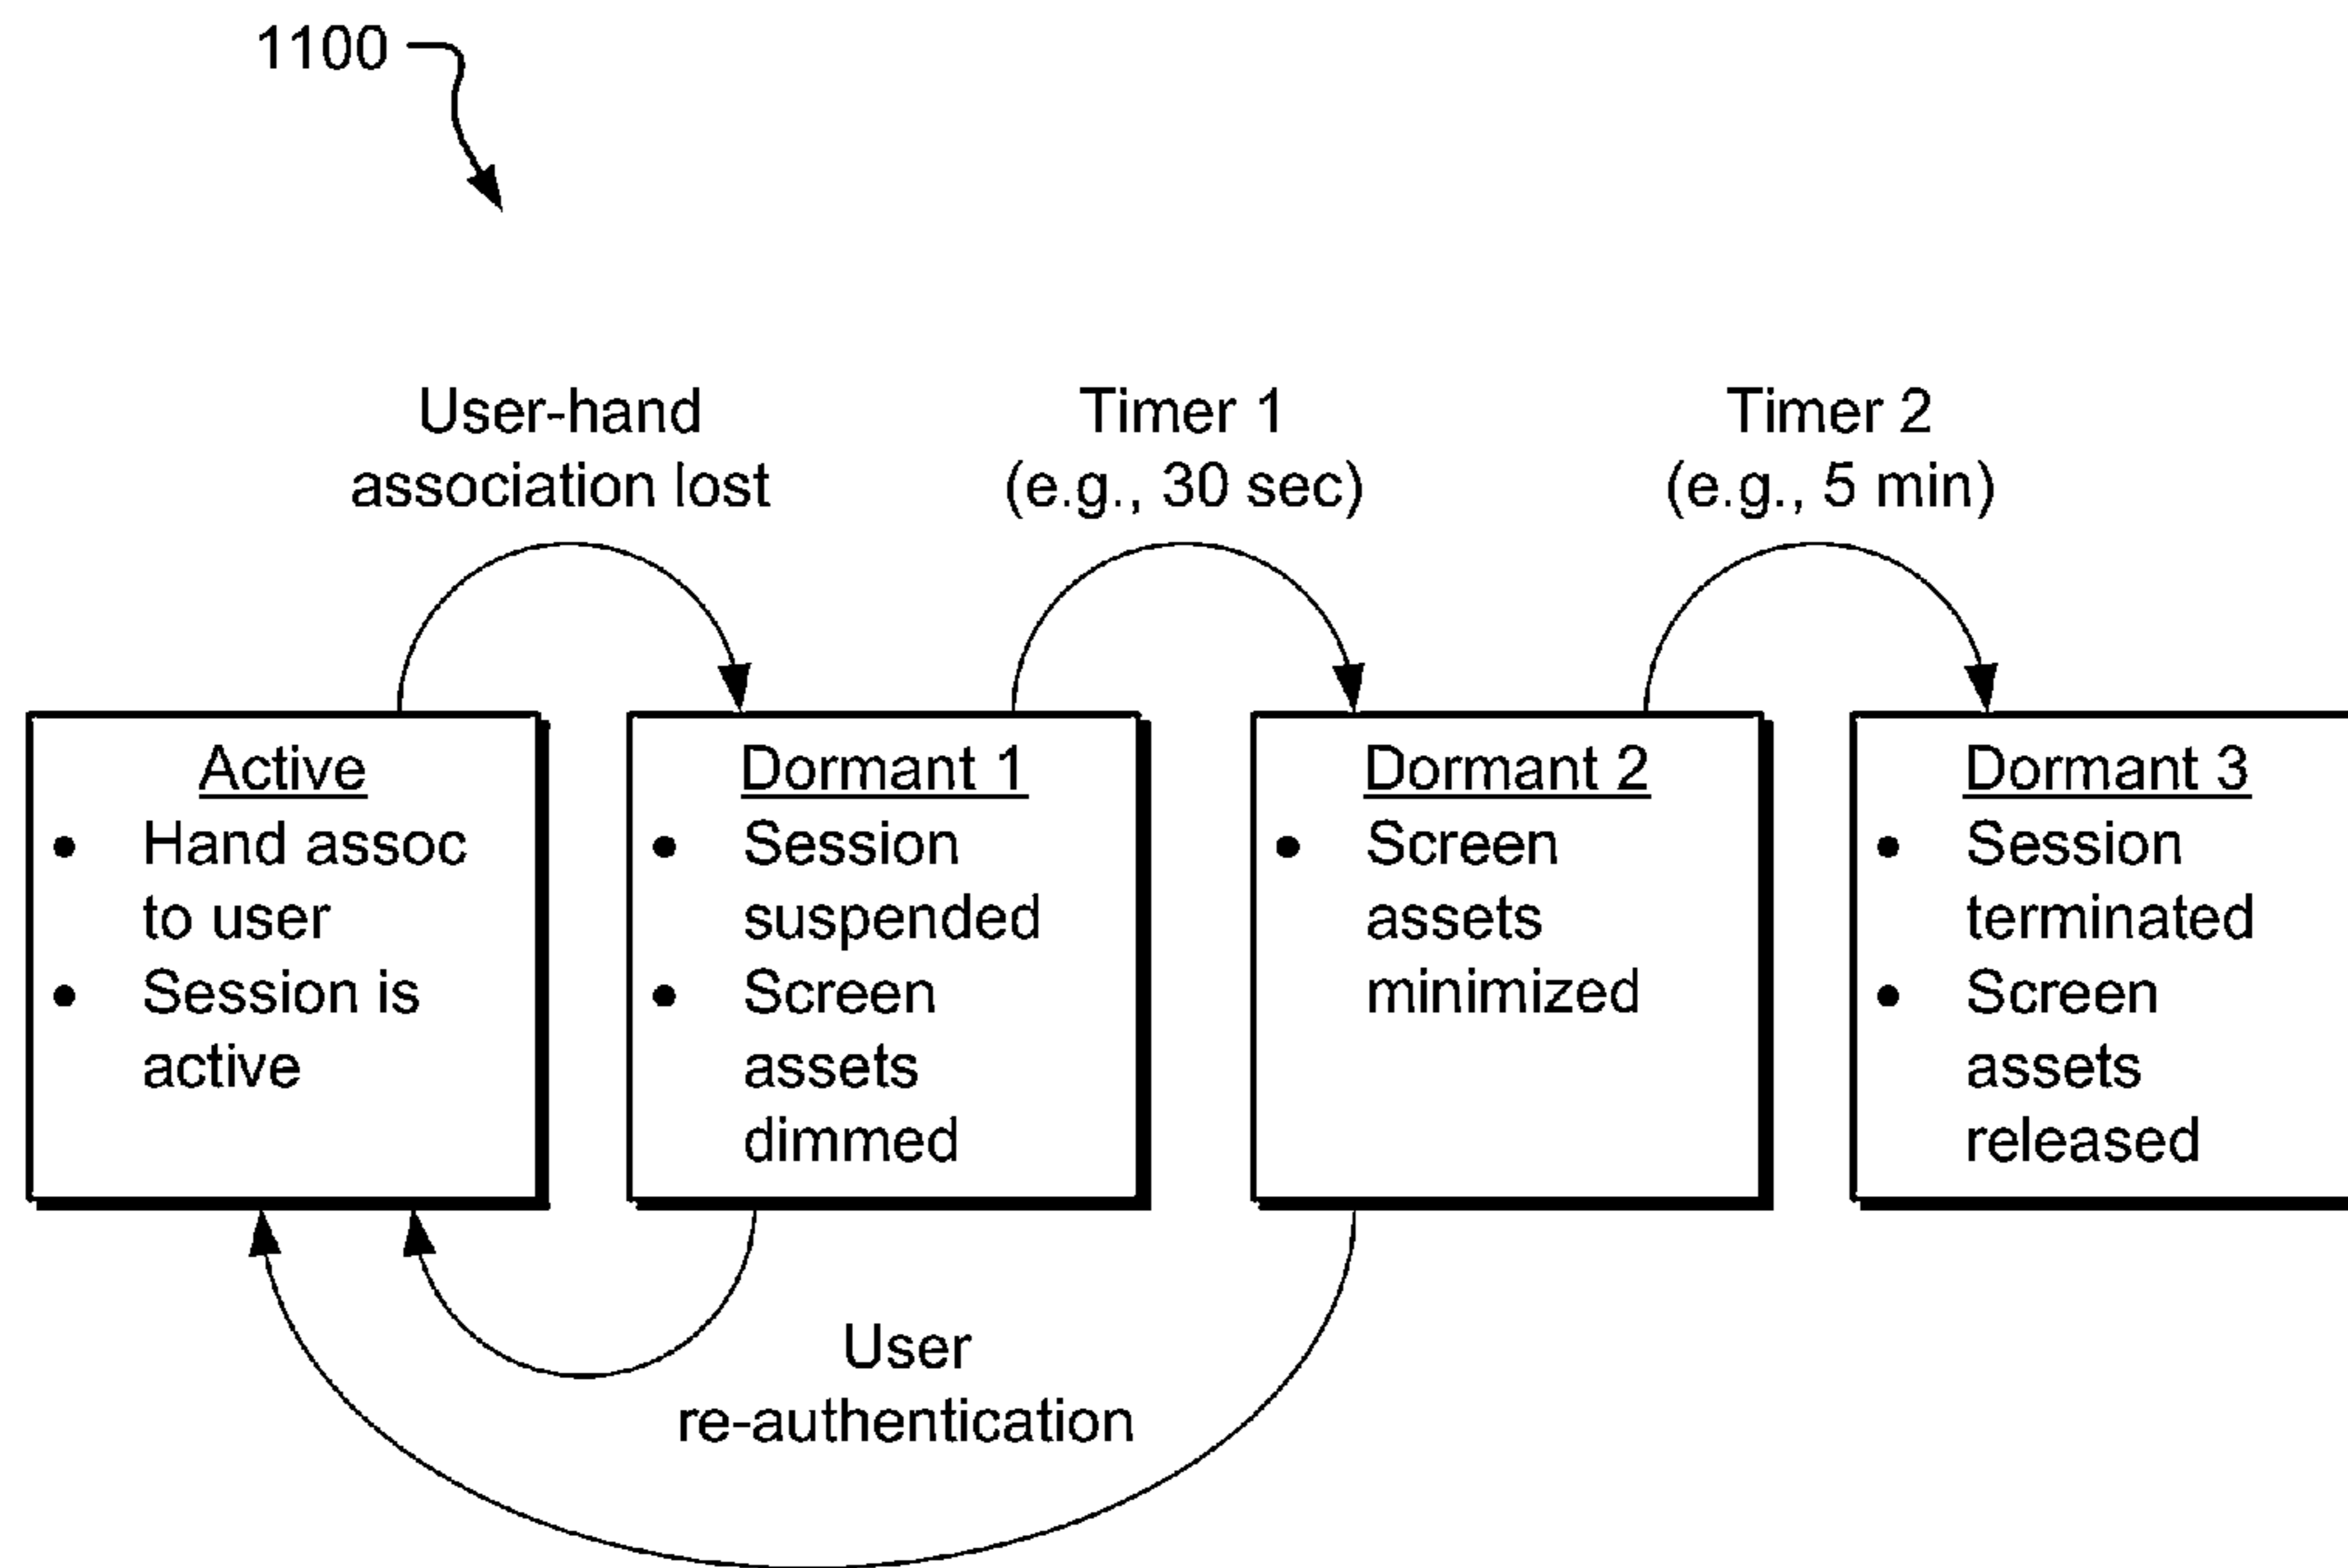 1100
User-hand
association lost
Timer 1
(e.g., 30 sec)
Timer 2
(e.g., 5 min)
Active
• Hand assoc
to user
• Session is
active
Dormant 1
• Session
suspended
• Screen
assets
dimmed
Dormant 2
• Screen
assets
minimized
Dormant 3
• Session
terminated
• Screen
assets
released
User
re-authentication